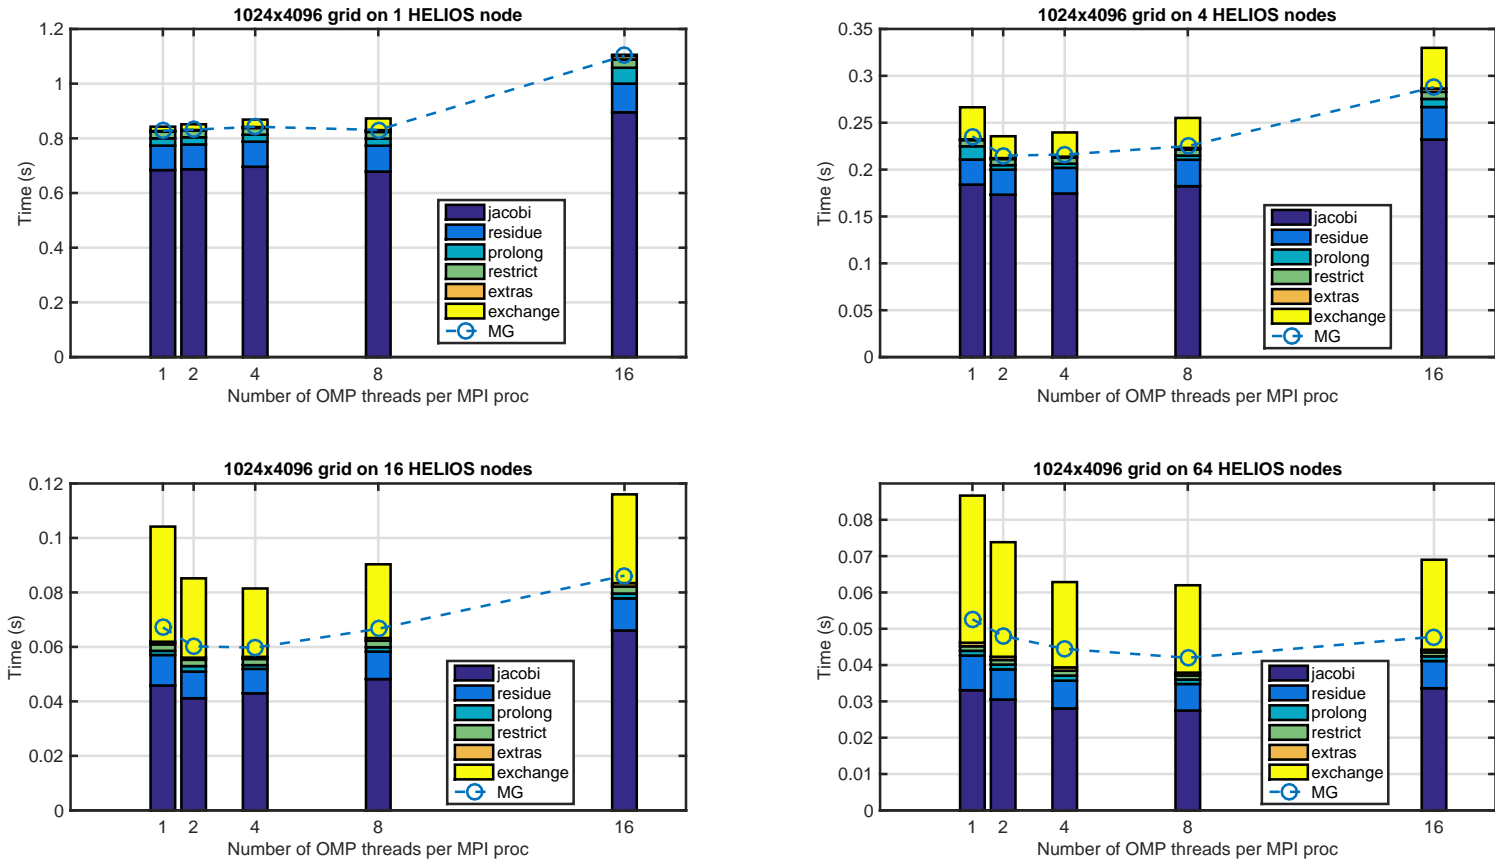 1024x4096 grid on 1 HELIOS node
1.2
1
0.8
0.6
0.4
0.2
0
Time (s)
jacobi
residue
prolong
restrict
extras
exchange
MG
1 2 4 8 16
Number of OMP threads per MPI proc
1024x4096 grid on 4 HELIOS nodes
0.35
0.3
0.25
0.2
0.15
0.1
0.05
0
Time (s)
jacobi
residue
prolong
restrict
extras
exchange
MG
1 2 4 8 16
Number of OMP threads per MPI proc
1024x4096 grid on 16 HELIOS nodes
0.12
0.1
0.08
0.06
0.04
0.02
0
Time (s)
jacobi
residue
prolong
restrict
extras
exchange
MG
1 2 4 8 16
Number of OMP threads per MPI proc
1024x4096 grid on 64 HELIOS nodes
0.08
0.07
0.06
0.05
0.04
0.03
0.02
0.01
0
Time (s)
jacobi
residue
prolong
restrict
extras
exchange
MG
1 2 4 8 16
Number of OMP threads per MPI proc